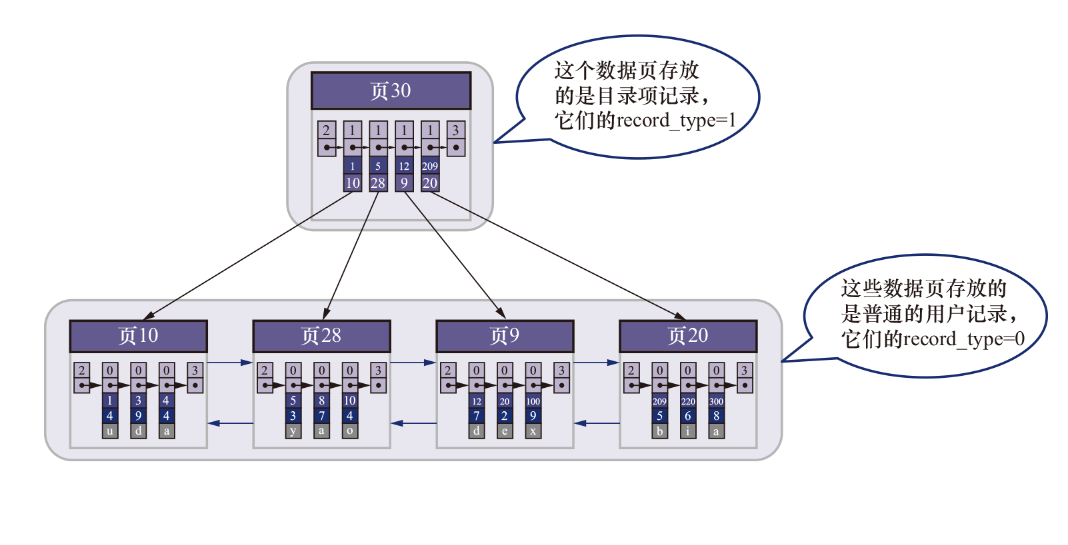 页30
这个数据页存放
的是目录项记录，
它们的record_type=1
2 1 1 1 1 3
1 5 12 209
10 28 9 20
这些数据页存放的
是普通的用户记录，
它们的record_type=0
页10 页28 页9 页20
2 0 0 0 3 2 0 0 0 3 2 0 0 0 3 2 0 0 0 3
1 3 4 5 8 10 12 20 100 209 220 300
4 9 4 3 7 4 7 2 9 5 6 8
u d a y a o d e x b i a